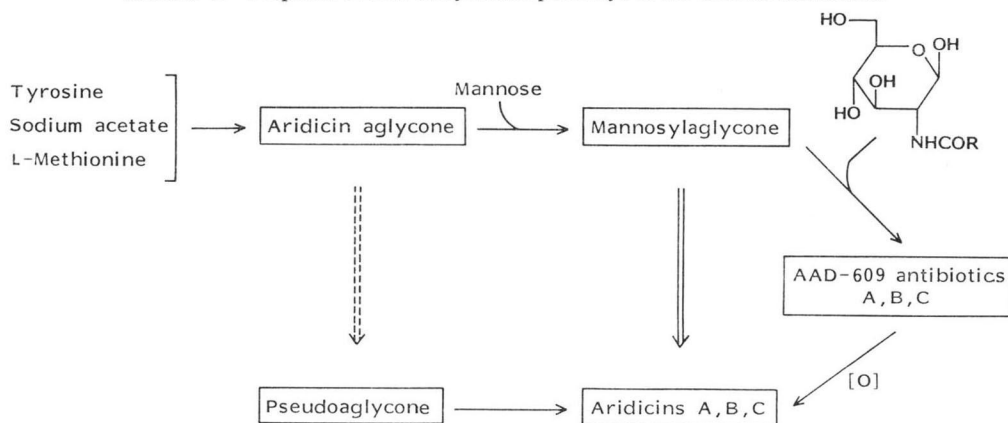 HO
O
OH
OH
HO
NHCOR
Tyrosine
Sodium acetate
L-Methionine
Aridicin aglycone
Mannose
Mannosylaglycone
AAD-609 antibiotics
A,B,C
[O]
Pseudoaglycone
Aridicins A,B,C